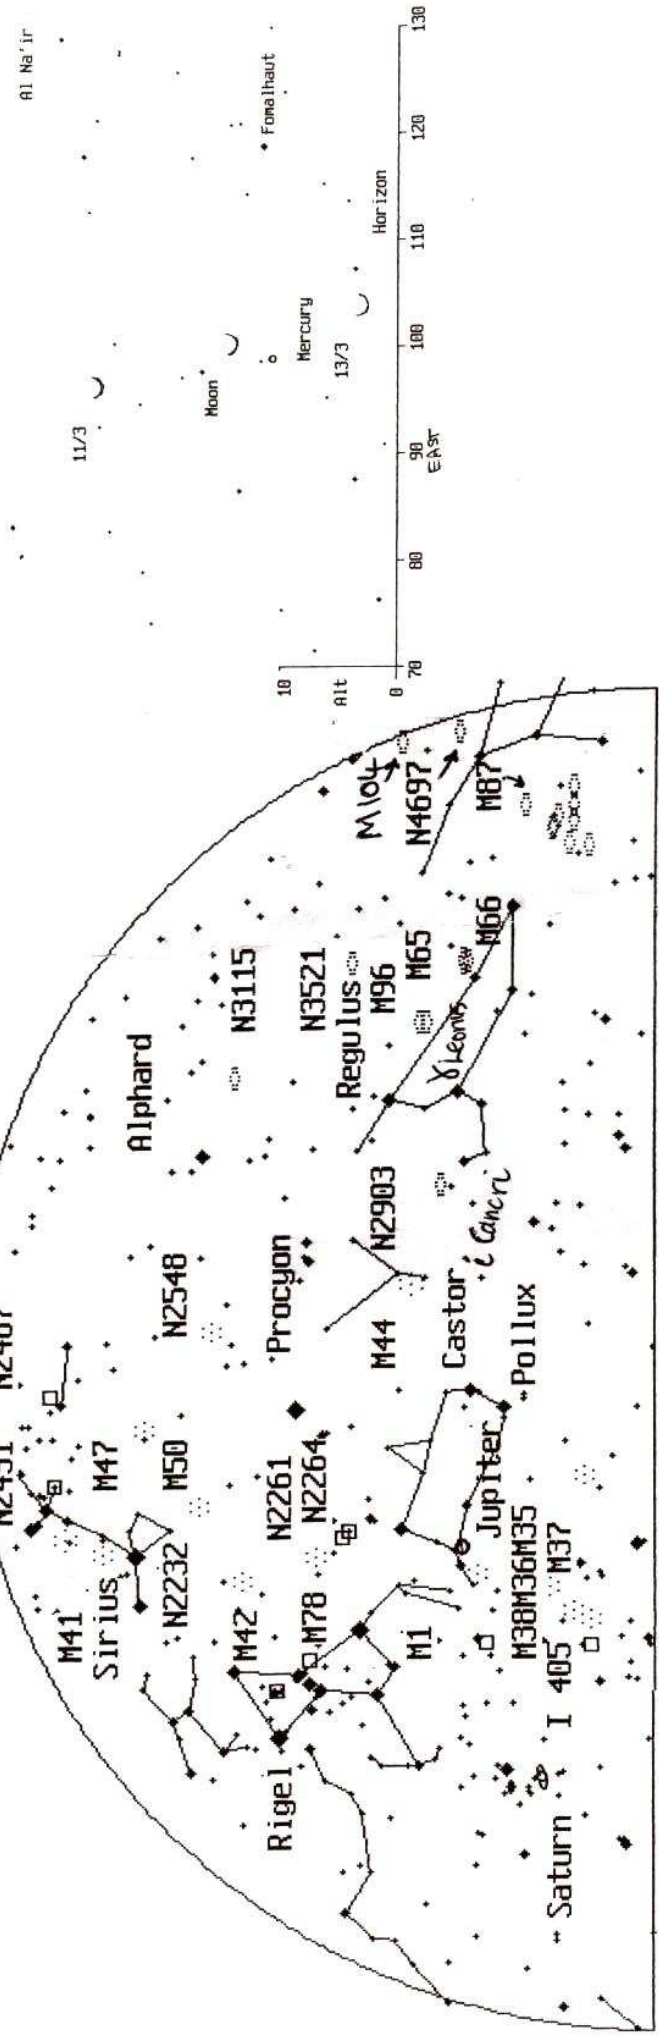 N2451 N2467
M41
Sirius M47
Alphard
N2232 M50 N2548
M42 N3115
Rigel N2261 Procyon
M78 N2264 N3521
Regulus
M104
M44 N2903 M96
M1 M65 N4697
γ Leonis
Castor
Jupiter M66 M87
i Cancri
M38M36M35 Pollux
I 405 M37
Saturn
Al Na'ir
11/3
Moon
Fomalhaut
Mercury
10
13/3
Alt
Horizon
0
70 80 90 100 110 120 130
EAST